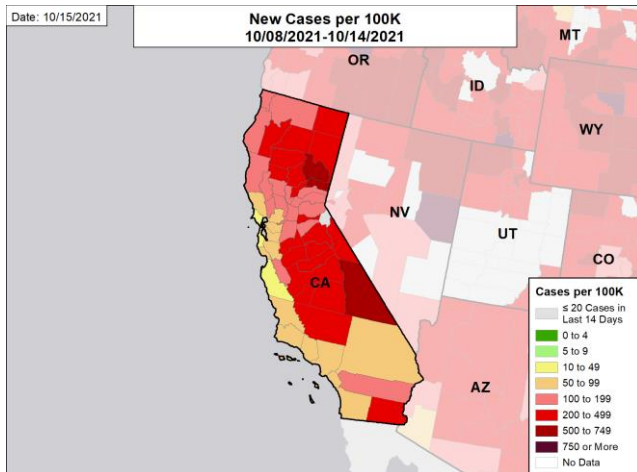 Date: 10/15/2021
New Cases per 100K
10/08/2021-10/14/2021
MT
OR
ID
WY
NV
UT
CO
CA
AZ
Cases per 100K
≤ 20 Cases in
Last 14 Days
0 to 4
5 to 9
10 to 49
50 to 99
100 to 199
200 to 499
500 to 749
750 or More
No Data